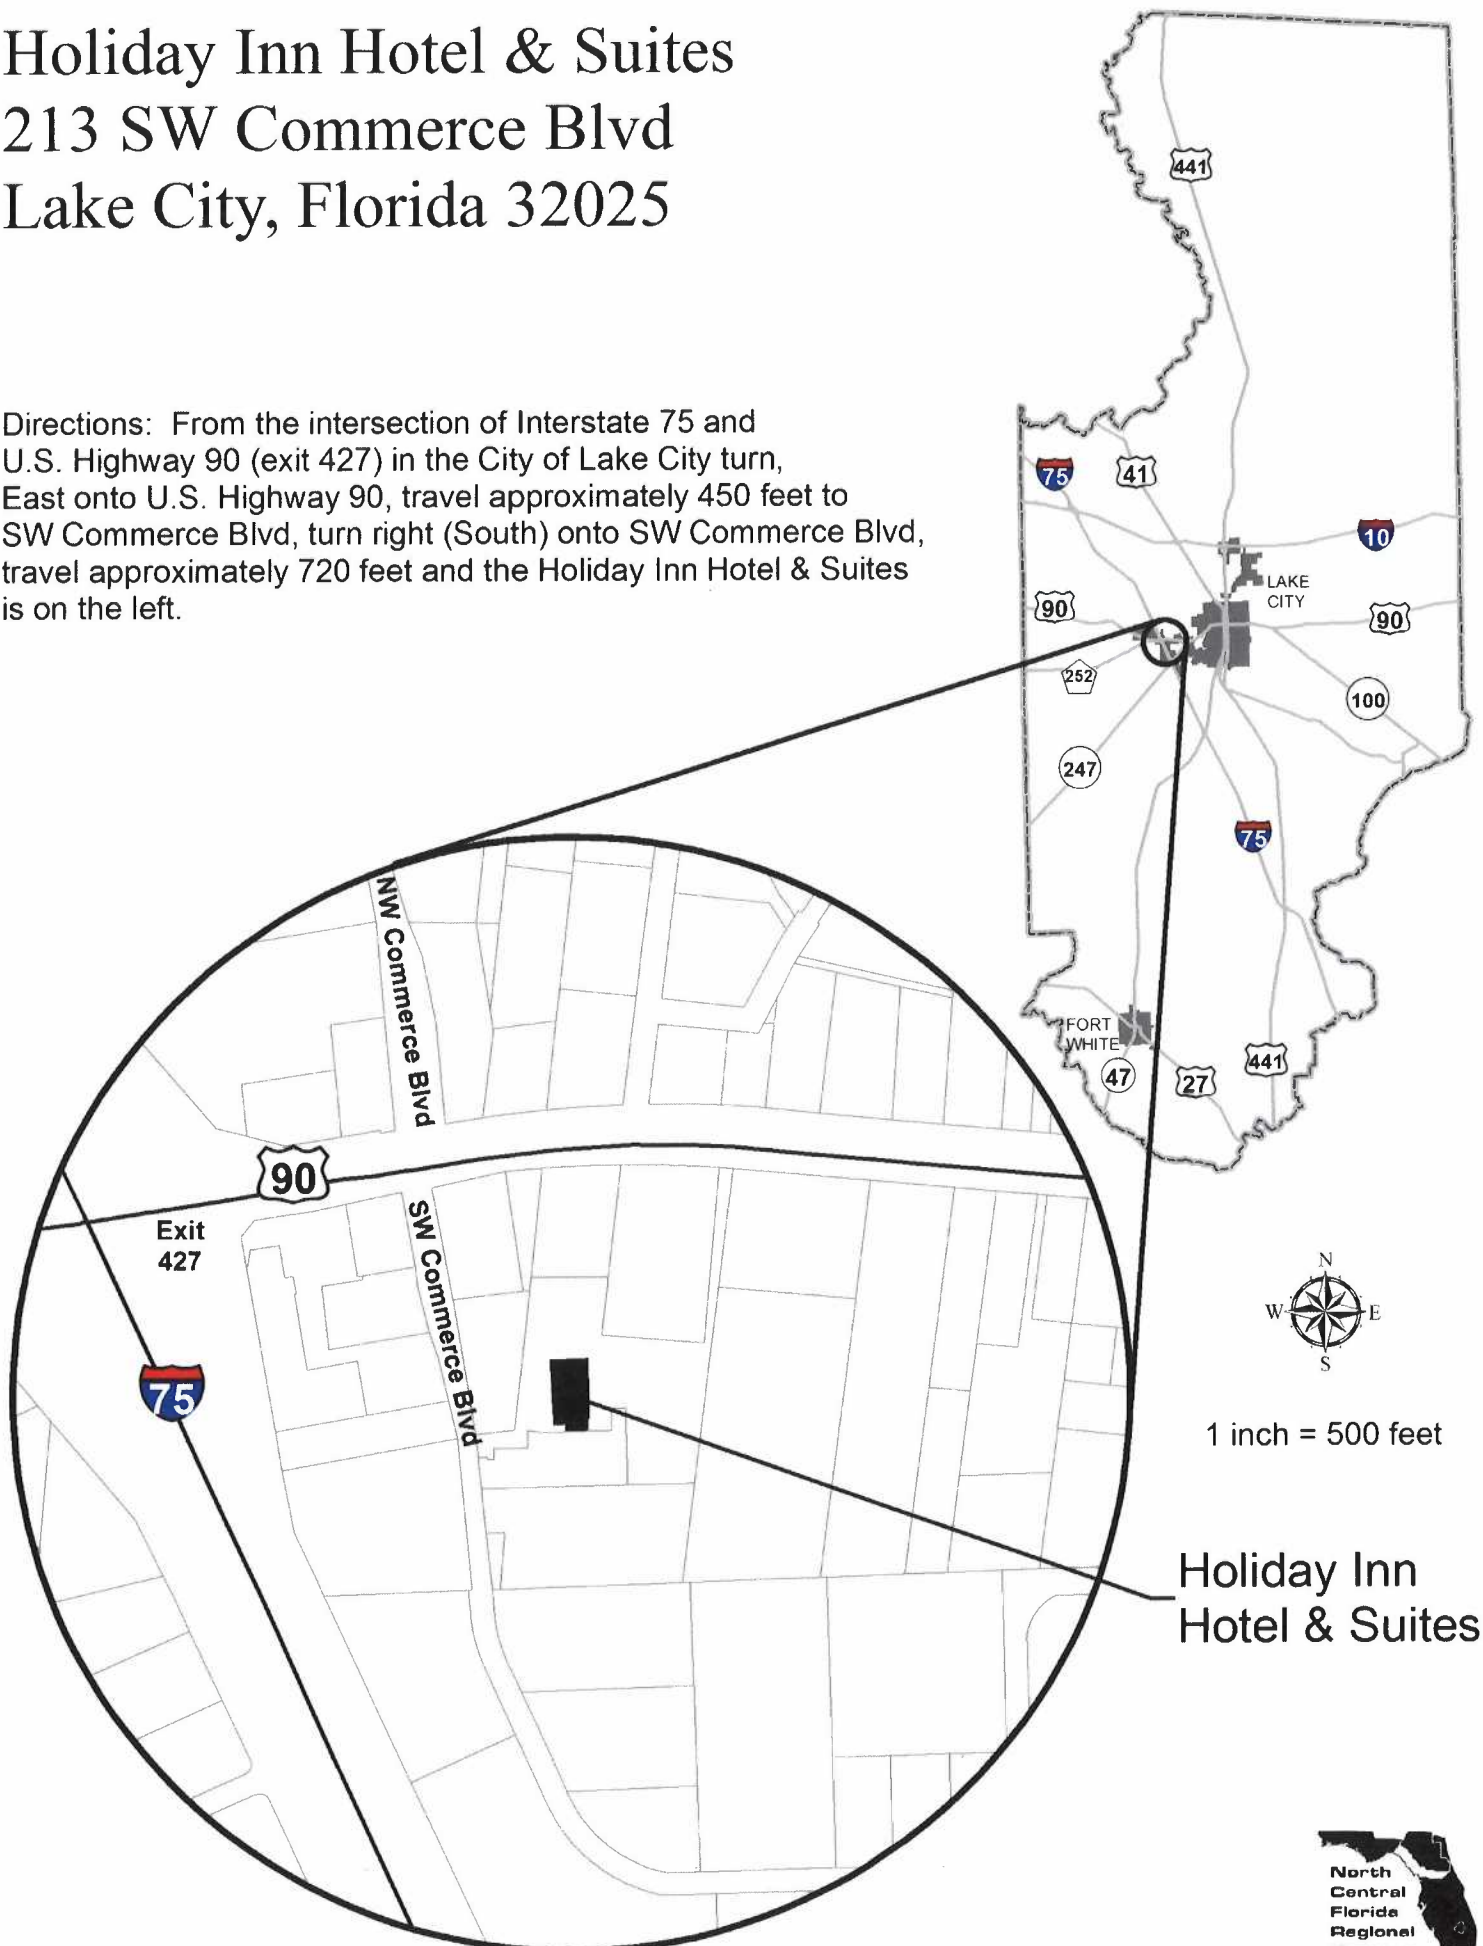 Holiday Inn Hotel & Suites
213 SW Commerce Blvd
Lake City, Florida 32025
Directions: From the intersection of Interstate 75 and
U.S. Highway 90 (exit 427) in the City of Lake City turn,
East onto U.S. Highway 90, travel approximately 450 feet to
SW Commerce Blvd, turn right (South) onto SW Commerce Blvd,
travel approximately 720 feet and the Holiday Inn Hotel & Suites
is on the left.
441
75
41
10
LAKE
CITY
90
90
252
100
247
75
FORT
WHITE
47
27
441
NW Commerce Blvd
90
Exit
427
SW Commerce Blvd
75
N
W
E
S
1 inch = 500 feet
Holiday Inn
Hotel & Suites
North
Central
Florida
Regional